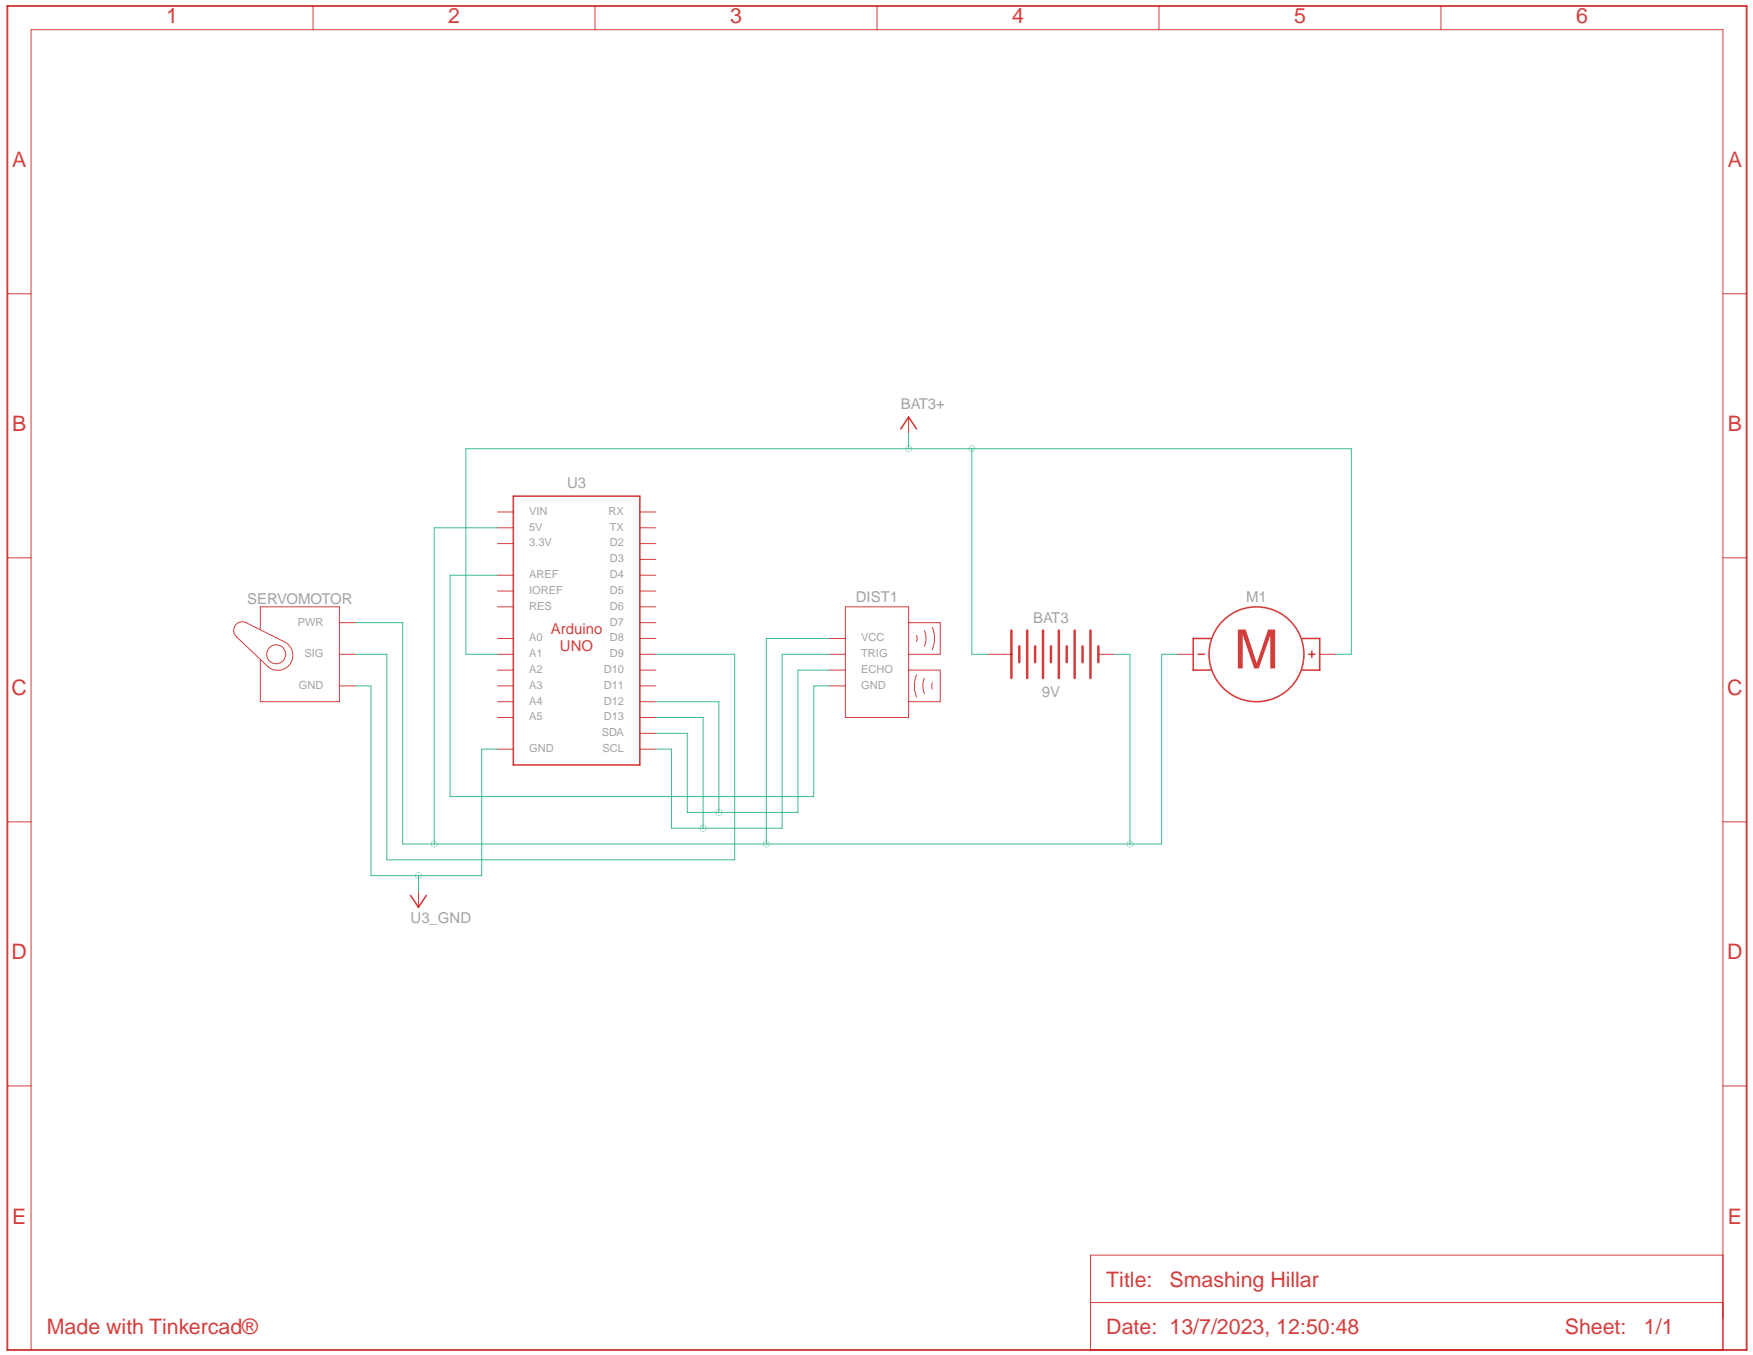 1 2 3 4 5 6
A A
B B
C C
D D
E E
BAT3+
U3
VIN RX
5V TX
3.3V D2
D3
AREF D4
IOREF D5
RES D6
D7
A0 D8
A1 D9
A2 D10
A3 D11
A4 D12
A5 D13
SDA
GND SCL
Arduino
UNO
SERVOMOTOR
PWR
SIG
GND
DIST1
VCC
TRIG
ECHO
GND
BAT3
9V
M1
- M +
U3_GND
Title: Smashing Hillar
Date: 13/7/2023, 12:50:48 Sheet: 1/1
Made with Tinkercad®